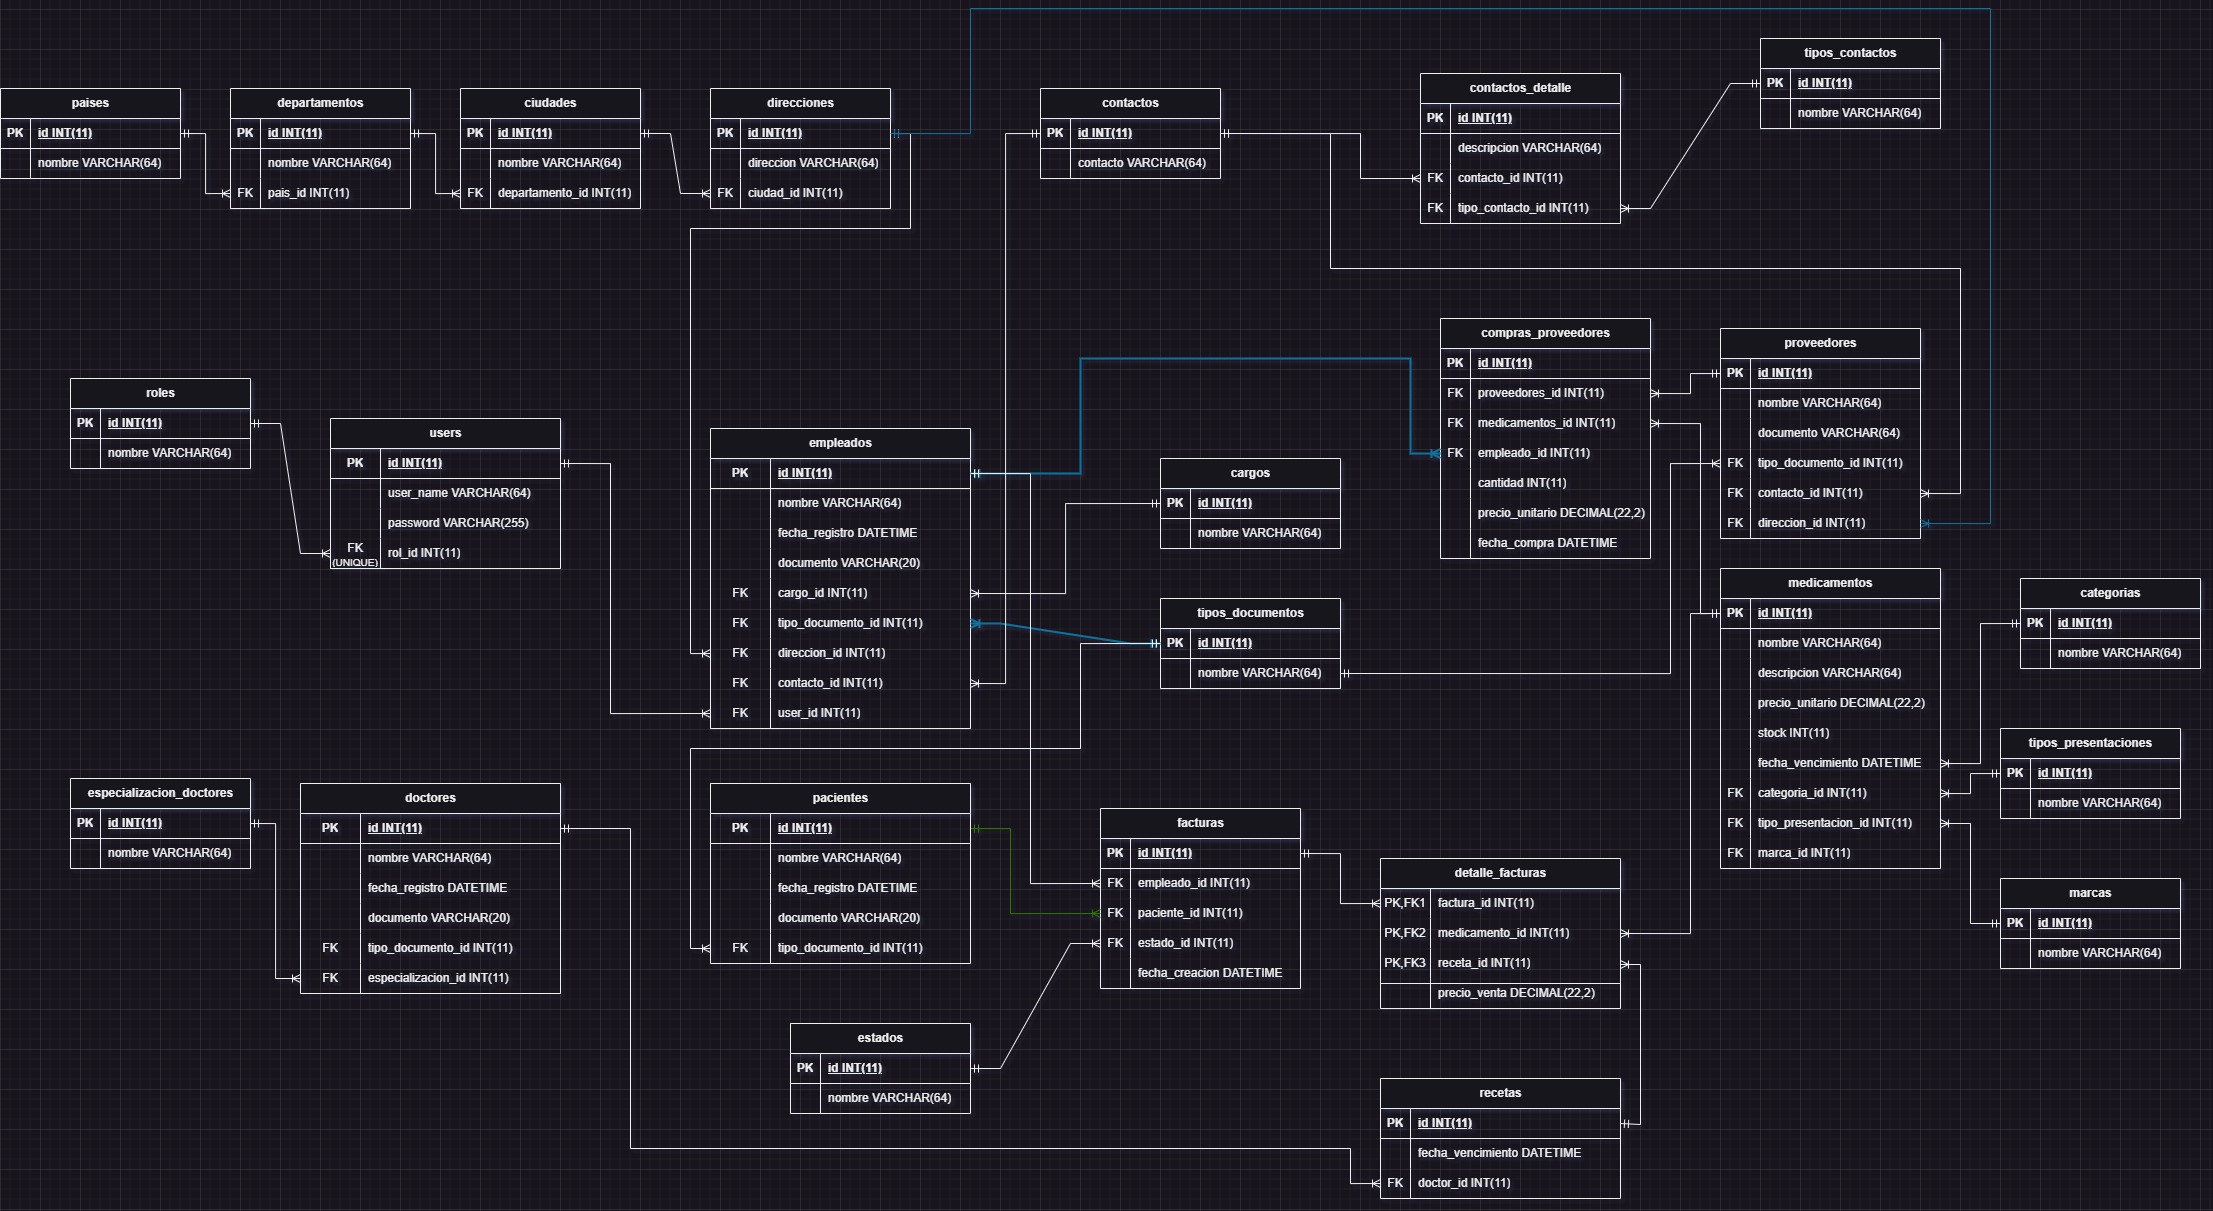 paises
PK id INT(11)
nombre VARCHAR(64)
departamentos
PK id INT(11)
nombre VARCHAR(64)
FK pais_id INT(11)
ciudades
PK id INT(11)
nombre VARCHAR(64)
FK departamento_id INT(11)
direcciones
PK id INT(11)
direccion VARCHAR(64)
FK ciudad_id INT(11)
contactos
PK id INT(11)
contacto VARCHAR(64)
contactos_detalle
PK id INT(11)
descripcion VARCHAR(64)
FK contacto_id INT(11)
FK tipo_contacto_id INT(11)
tipos_contactos
PK id INT(11)
nombre VARCHAR(64)
roles
PK id INT(11)
nombre VARCHAR(64)
users
PK id INT(11)
user_name VARCHAR(64)
password VARCHAR(255)
FK (UNIQUE) rol_id INT(11)
empleados
PK id INT(11)
nombre VARCHAR(64)
fecha_registro DATETIME
documento VARCHAR(20)
FK cargo_id INT(11)
FK tipo_documento_id INT(11)
FK direccion_id INT(11)
FK contacto_id INT(11)
FK user_id INT(11)
cargos
PK id INT(11)
nombre VARCHAR(64)
tipos_documentos
PK id INT(11)
nombre VARCHAR(64)
compras_proveedores
PK id INT(11)
FK proveedores_id INT(11)
FK medicamentos_id INT(11)
FK empleado_id INT(11)
cantidad INT(11)
precio_unitario DECIMAL(22,2)
fecha_compra DATETIME
proveedores
PK id INT(11)
nombre VARCHAR(64)
documento VARCHAR(64)
FK tipo_documento_id INT(11)
FK contacto_id INT(11)
FK direccion_id INT(11)
medicamentos
PK id INT(11)
nombre VARCHAR(64)
descripcion VARCHAR(64)
precio_unitario DECIMAL(22,2)
stock INT(11)
fecha_vencimiento DATETIME
FK categoria_id INT(11)
FK tipo_presentacion_id INT(11)
FK marca_id INT(11)
categorias
PK id INT(11)
nombre VARCHAR(64)
tipos_presentaciones
PK id INT(11)
nombre VARCHAR(64)
marcas
PK id INT(11)
nombre VARCHAR(64)
especializacion_doctores
PK id INT(11)
nombre VARCHAR(64)
doctores
PK id INT(11)
nombre VARCHAR(64)
fecha_registro DATETIME
documento VARCHAR(20)
FK tipo_documento_id INT(11)
FK especializacion_id INT(11)
pacientes
PK id INT(11)
nombre VARCHAR(64)
fecha_registro DATETIME
documento VARCHAR(20)
FK tipo_documento_id INT(11)
facturas
PK id INT(11)
FK empleado_id INT(11)
FK paciente_id INT(11)
FK estado_id INT(11)
fecha_creacion DATETIME
detalle_facturas
PK,FK1 factura_id INT(11)
PK,FK2 medicamento_id INT(11)
PK,FK3 receta_id INT(11)
precio_venta DECIMAL(22,2)
estados
PK id INT(11)
nombre VARCHAR(64)
recetas
PK id INT(11)
fecha_vencimiento DATETIME
FK doctor_id INT(11)